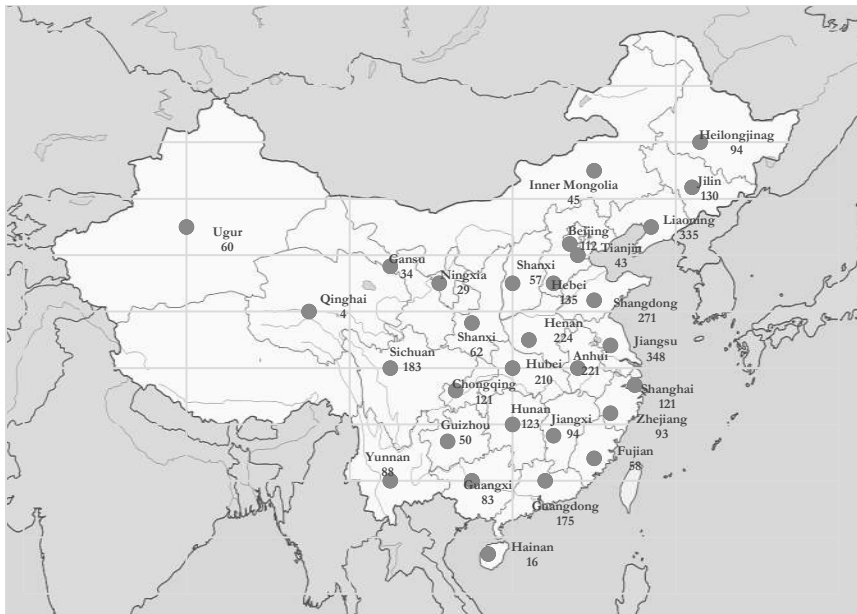 Heilongjinag
94
Inner Mongolia
45
Jilin
130
Ugur
60
Liaoning
335
Beijing
112
Tianjin
43
Gansu
34
Ningxia
29
Shanxi
57
Hebei
135
Shangdong
271
Qinghai
4
Shanxi
62
Henan
224
Jiangsu
348
Sichuan
183
Hubei
210
Anhui
221
Chongqing
121
Shanghai
121
Guizhou
50
Hunan
123
Jiangxi
94
Zhejiang
93
Yunnan
88
Guangxi
83
Fujian
58
Guangdong
175
Hainan
16